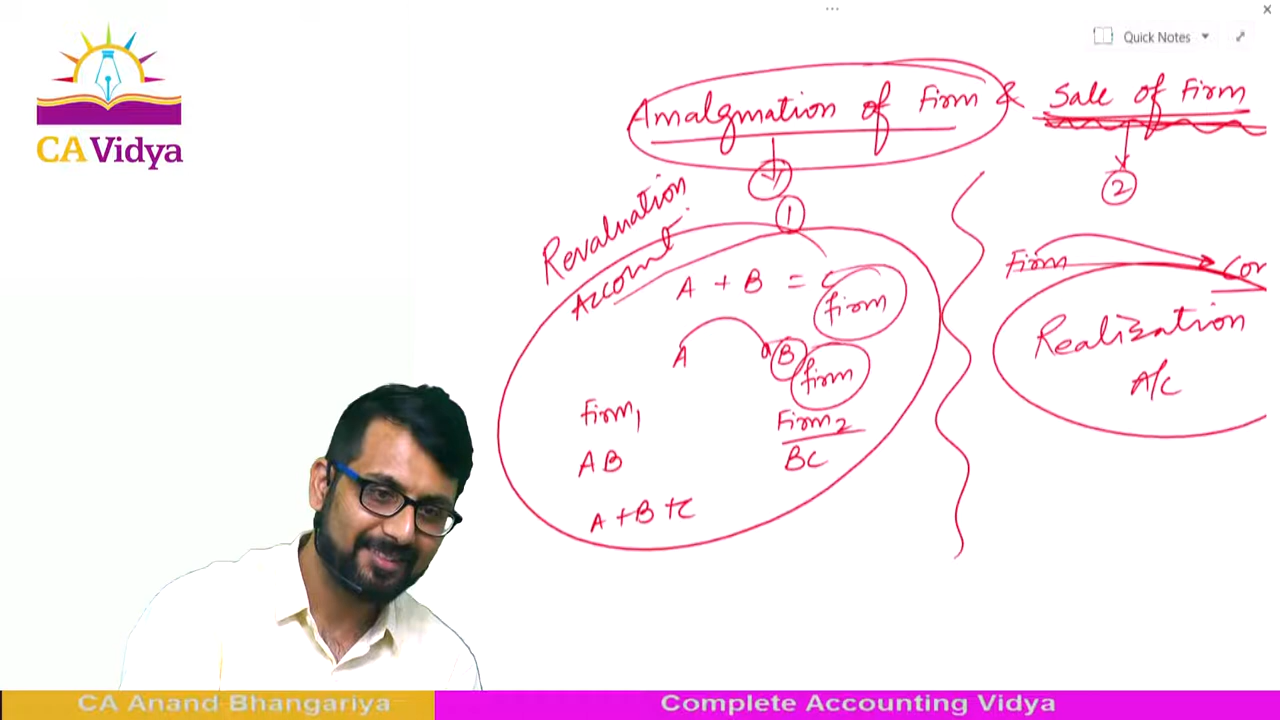 Quick Notes
CA Vidya
Amalgmation of Firm & Sale of Firm
1
2
Revaluation
Account
A + B = C
firm
A B
firm
Firm1 Firm2
AB BC
A + B + C
Firm
Realization
A/c
CA Anand Bhangariya
Complete Accounting Vidya